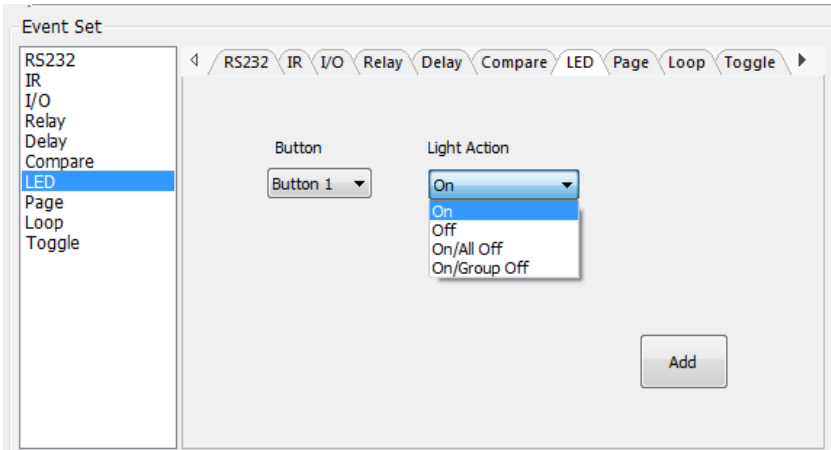 Event Set
RS232
IR
I/O
Relay
Delay
Compare
LED
Page
Loop
Toggle
RS232 IR I/O Relay Delay Compare LED Page Loop Toggle
Button Light Action
Button 1 On
On
Off
On/All Off
On/Group Off
Add